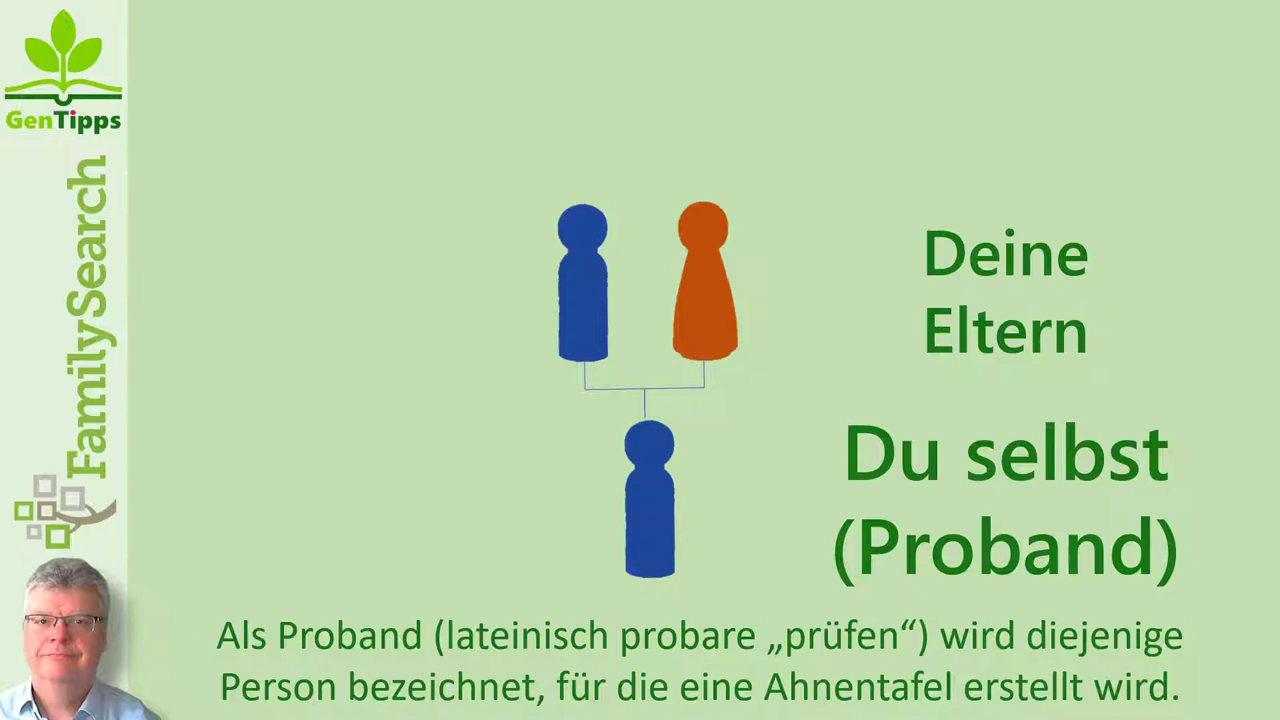 GenTipps
FamilySearch
Deine
Eltern
Du selbst
(Proband)
Als Proband (lateinisch probare „prüfen“) wird diejenige
Person bezeichnet, für die eine Ahnentafel erstellt wird.